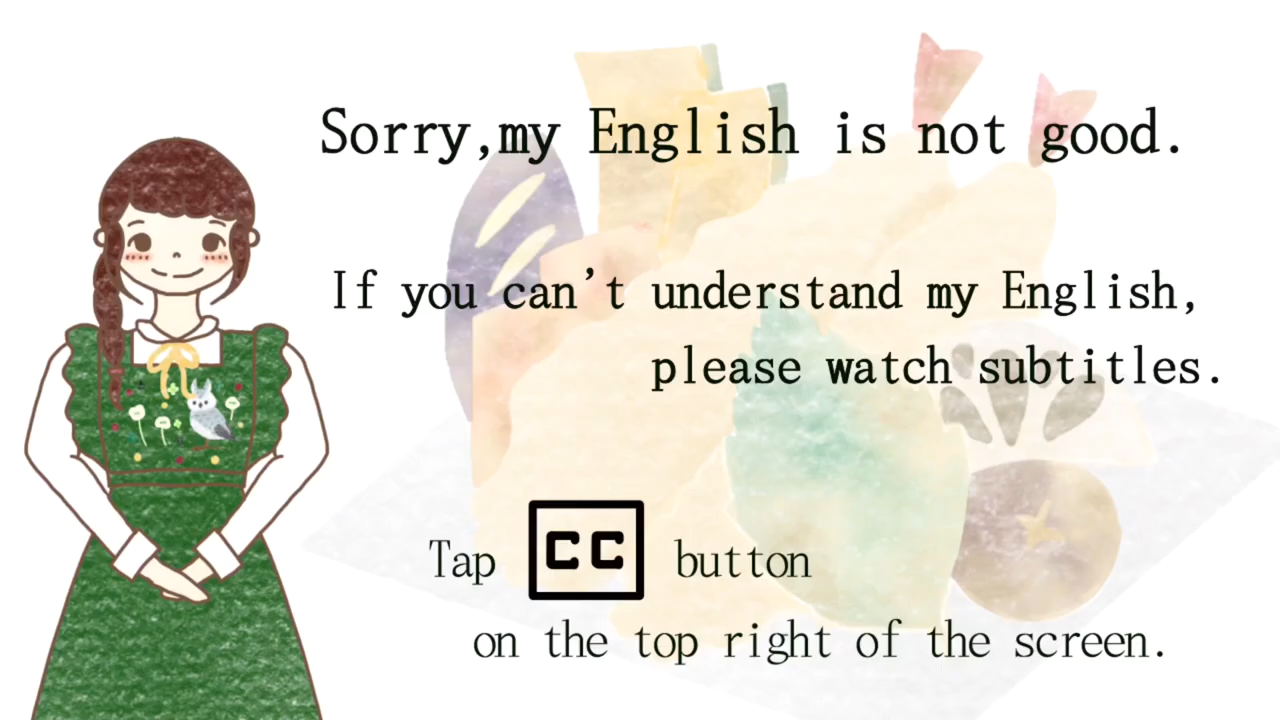 Sorry,my English is not good.
If you can't understand my English,
please watch subtitles.
Tap CC button
on the top right of the screen.